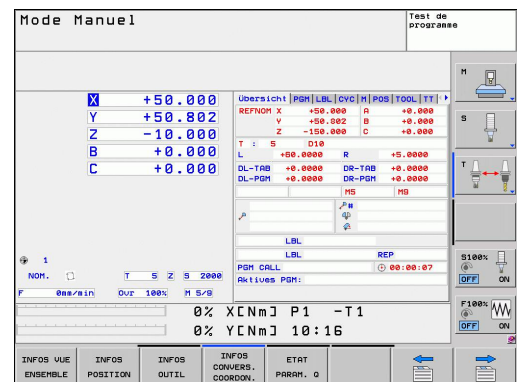 Mode Manuel
Test de programme
X +50.000
Y +50.802
Z -10.000
B +0.000
C +0.000
Übersicht PGM LBL CYC M POS TOOL TT
REFNOM X +50.000 A +0.000
Y +50.802 B +0.000
Z -150.000 C +0.000
T : 5 D10
L +60.0000 R +5.0000
DL-TAB +0.0000 DR-TAB +0.0000
DL-PGM +0.0000 DR-PGM +0.0000
M5 M9
P#
P
LBL
LBL REP
PGM CALL 00:00:07
Aktives PGM:
1
NOM. T 5 Z S 2000
F 0mm/min Ovr 100% M 5/9
0% X[Nm] P1 -T1
0% Y[Nm] 10:16
M
S
T
S100%
OFF ON
F100%
OFF ON
INFOS VUE ENSEMBLE
INFOS POSITION
INFOS OUTIL
INFOS CONVERS. COORDON.
ETAT PARAM. Q